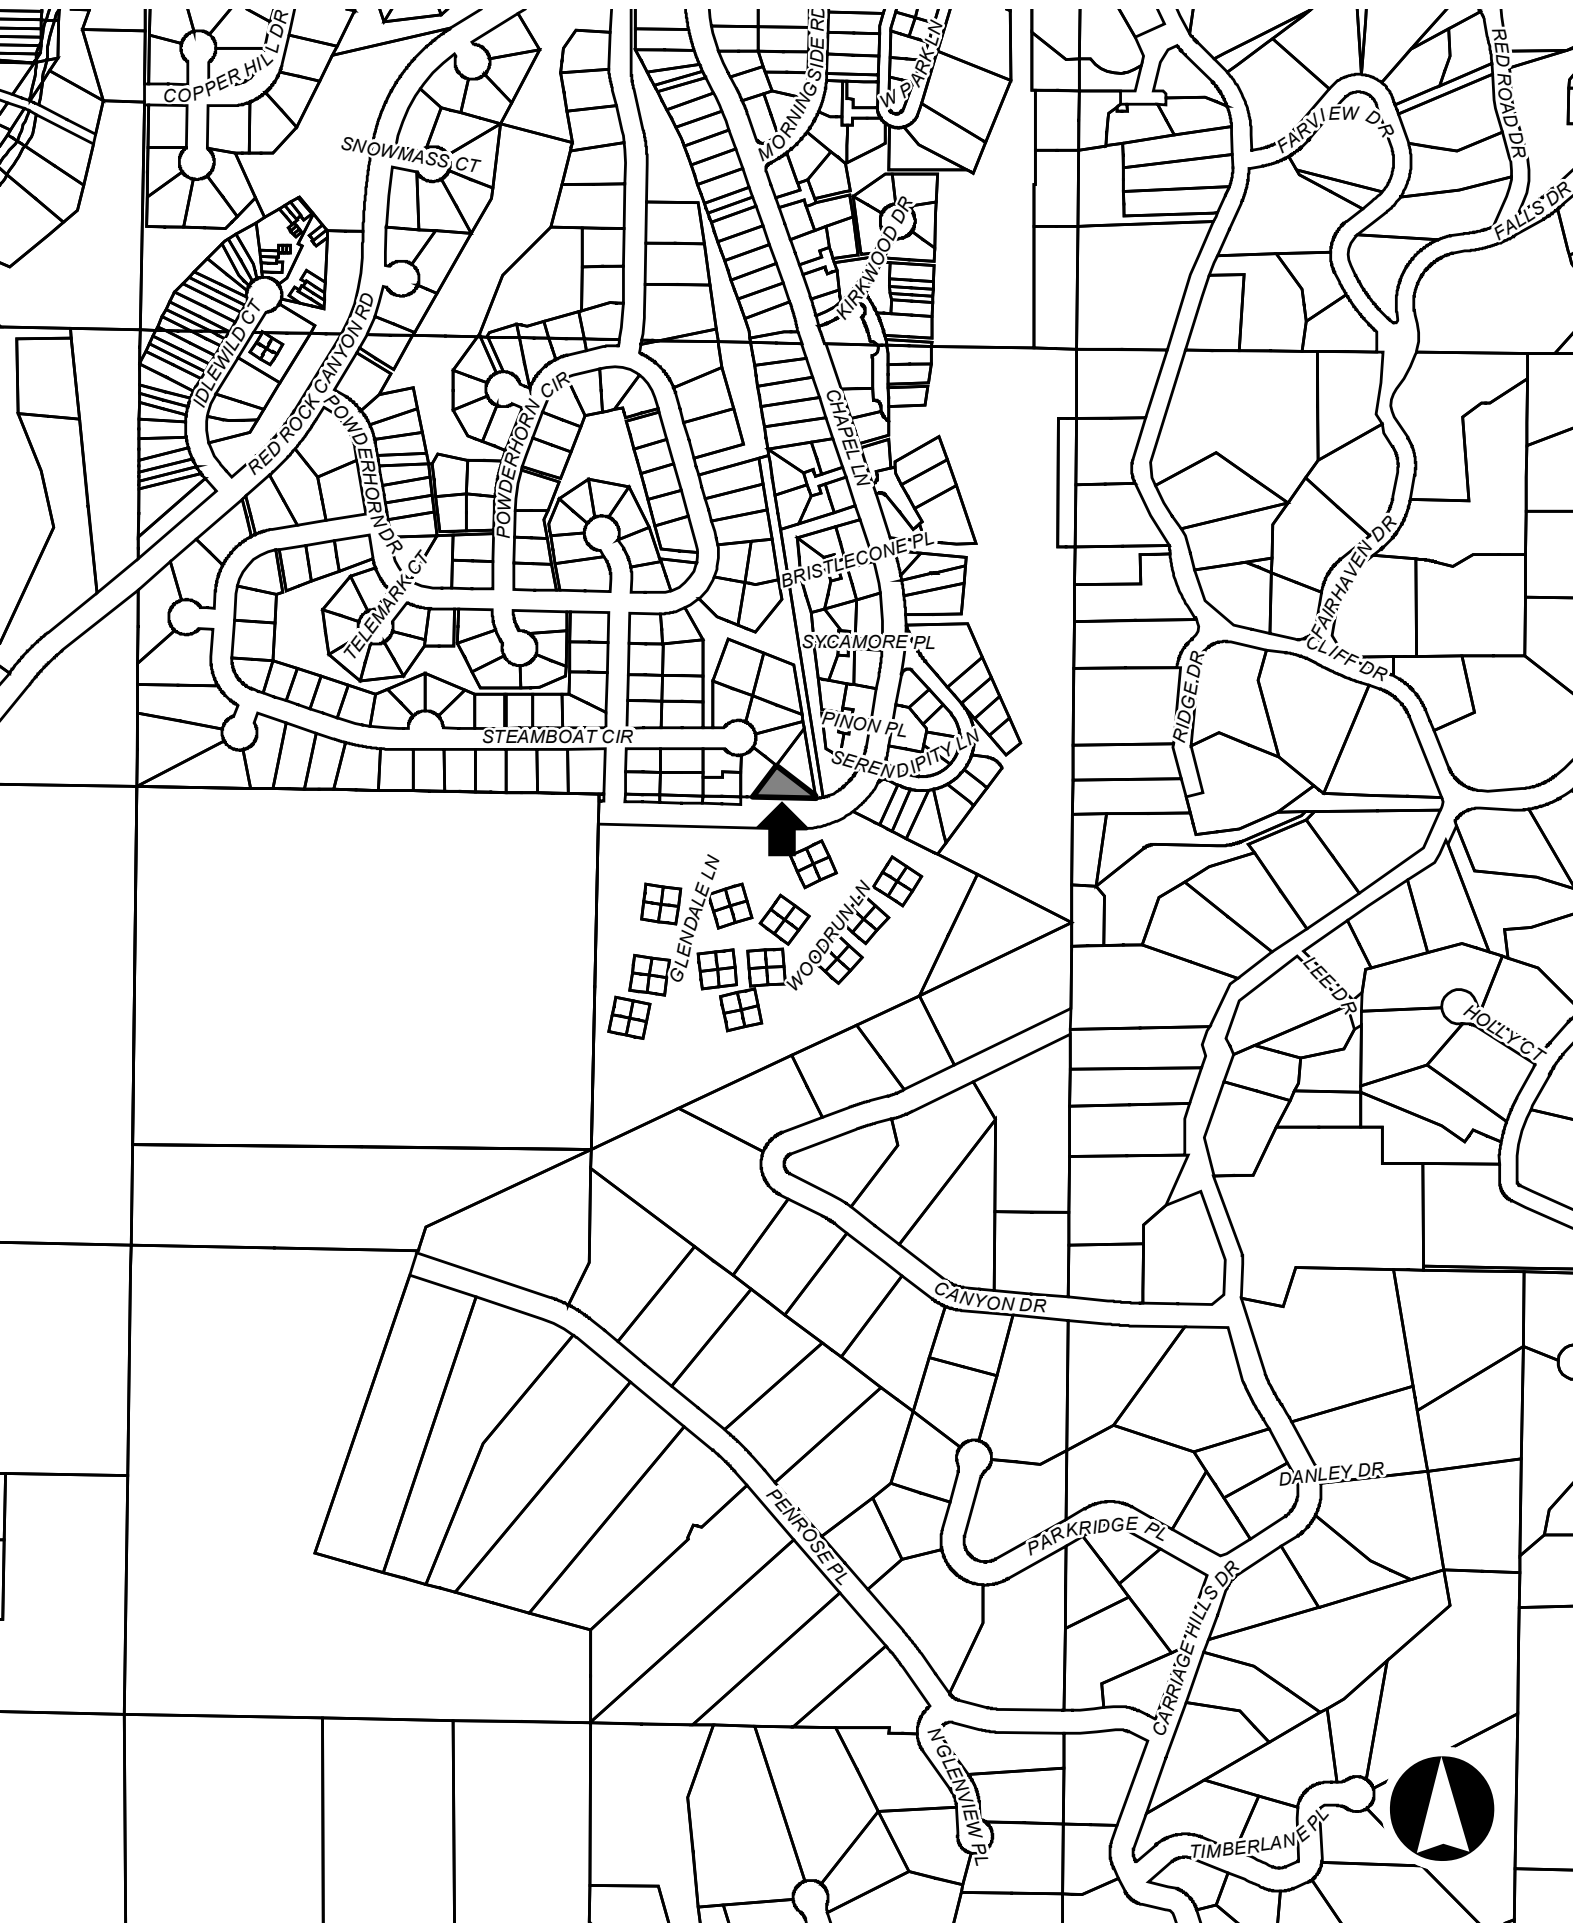 COPPER HILL DR
MORNINGSIDE RD
W PARK LN
RED ROAD DR
FARVIEW DR
SNOWMASS CT
FALLS DR
KIRKWOOD DR
IDLEWILD CT
RED ROCK CANYON RD
POWDERHORN CIR
CHAPEL LN
POWDERHORN DR
BRISTLECONE PL
TELEMARK CT
FAIRHAVEN DR
SYCAMORE PL
CLIFF DR
RIDGE DR
PINON PL
STEAMBOAT CIR
SERENDIPITY LN
GLENDALE LN
WOODRUN LN
LEE DR
HOLLY CT
CANYON DR
DANLEY DR
PENROSE PL
PARKRIDGE PL
CARRIAGE HILLS DR
N GLENVIEW PL
TIMBERLANE PL